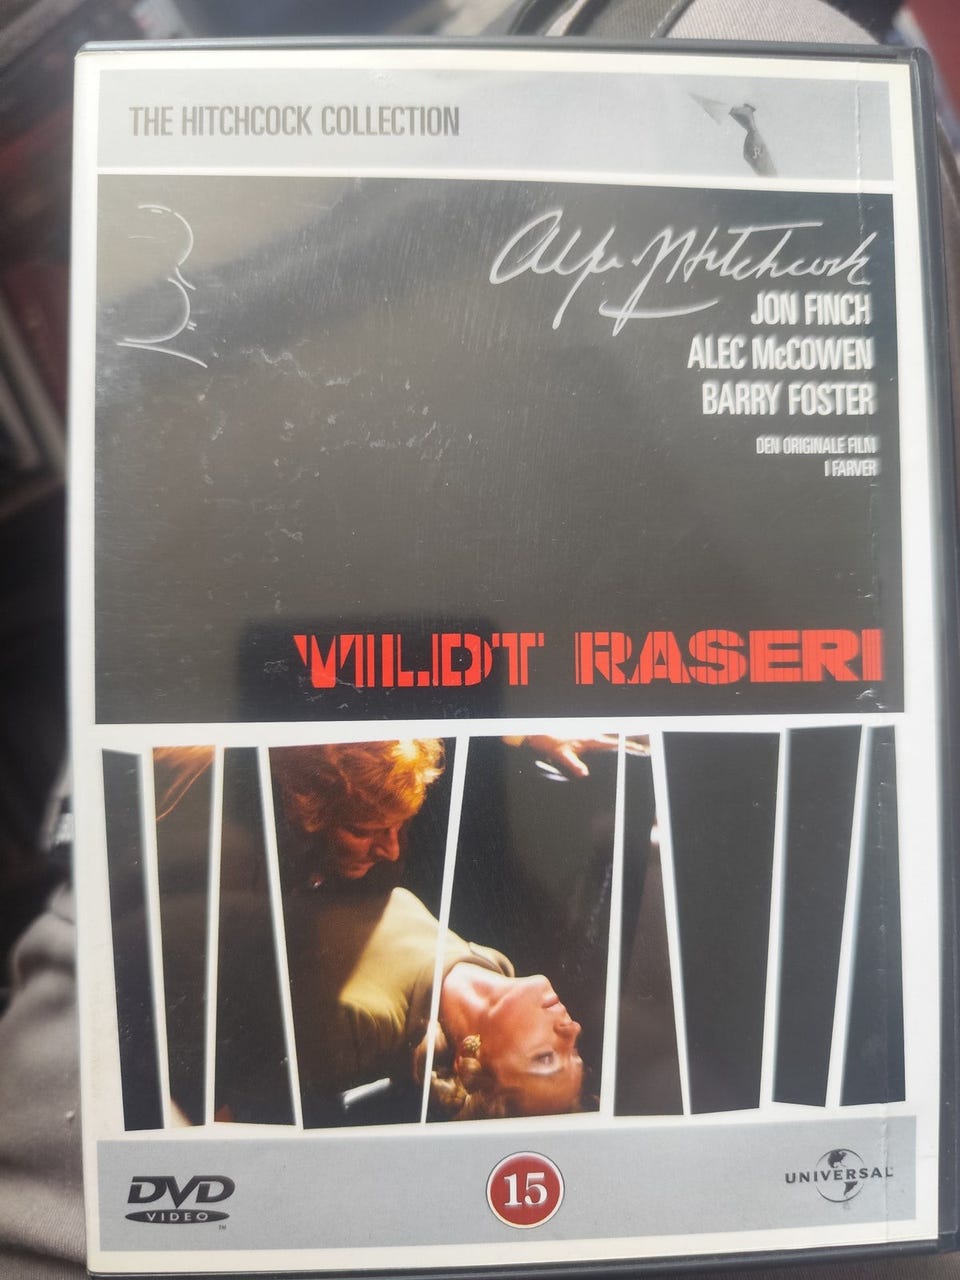 THE HITCHCOCK COLLECTION
Alfred Hitchcock
JON FINCH
ALEC McCOWEN
BARRY FOSTER
DEN ORIGINALE FILM
I FARVER
VILDT RASERI
DVD
VIDEO
TM
15
UNIVERSAL